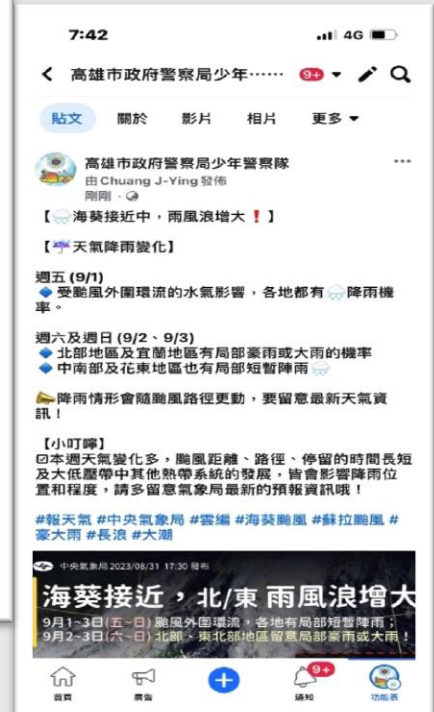 7:42
4G
高雄市政府警察局少年⋯⋯ 9+
貼文 關於 影片 相片 更多
高雄市政府警察局少年警察隊
由 Chuang J-Ying 發佈
剛剛
【🌧️海葵接近中，雨風浪增大❗】
【☔天氣降雨變化】
週五 (9/1)
🔷受颱風外圍環流的水氣影響，各地都有🌧️降雨機
率。
週六及週日 (9/2、9/3)
🔷北部地區及宜蘭地區有局部豪雨或大雨的機率
🔷中南部及花東地區也有局部短暫陣雨🌧️
📣降雨情形會隨颱風路徑更動，要留意最新天氣資
訊！
【小叮嚀】
☑本週天氣變化多，颱風距離、路徑、停留的時間長短
及大低壓帶中其他熱帶系統的發展，皆會影響降雨位
置和程度，請多留意氣象局最新的預報資訊哦！
#報天氣 #中央氣象局 #雲編 #海葵颱風 #蘇拉颱風 #
豪大雨 #長浪 #大潮
中央氣象局 2023/08/31 17:30 發布
海葵接近，北/東 雨風浪增大
9月1~3日(五~日) 颱風外圍環流，各地有局部短暫陣雨；
9月2~3日(六~日) 北部、東北部地區留意局部豪雨或大雨！
9+
首頁 廣告 通知 功能表